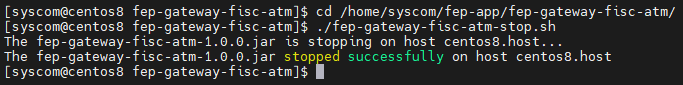 [syscom@centos8 fep-gateway-fisc-atm]$ cd /home/syscom/fep-app/fep-gateway-fisc-atm/
[syscom@centos8 fep-gateway-fisc-atm]$ ./fep-gateway-fisc-atm-stop.sh
The fep-gateway-fisc-atm-1.0.0.jar is stopping on host centos8.host...
The fep-gateway-fisc-atm-1.0.0.jar stopped successfully on host centos8.host
[syscom@centos8 fep-gateway-fisc-atm]$